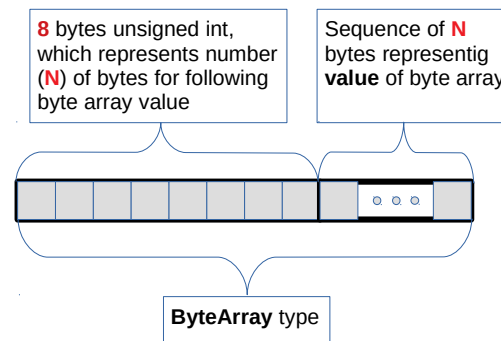 8 bytes unsigned int,
which represents number
(N) of bytes for following
byte array value
Sequence of N
bytes representig
value of byte array
ByteArray type